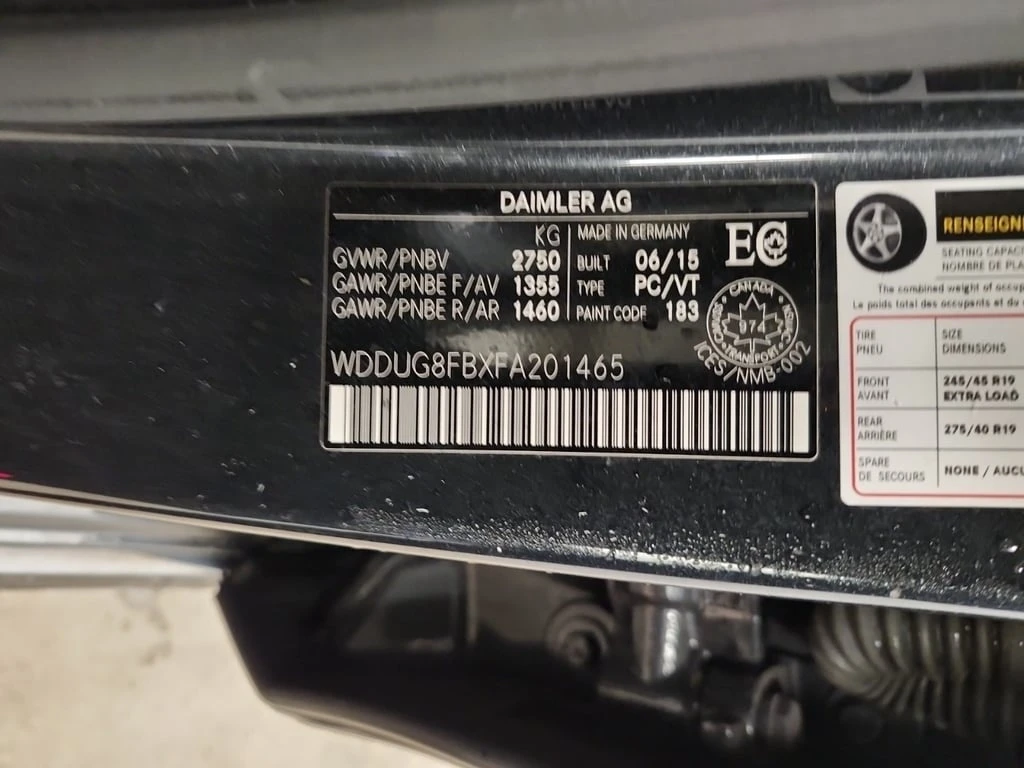 DAIMLER AG
KG
GVWR/PNBV 2750
GAWR/PNBE F/AV 1355
GAWR/PNBE R/AR 1460
MADE IN GERMANY
BUILT 06/15
TYPE PC/VT
PAINT CODE 183
EC
CANADA
974
TRANSPORT
ICES/NMB-002
WDDUG8FBXFA201465
RENSEIGNE
SEATING CAPAC
NOMBRE DE PLA
The combined weight of occup
Le poids total des occupants et du
TIRE SIZE
PNEU DIMENSIONS
FRONT 245/45 R19
AVANT EXTRA LOAD
REAR 275/40 R19
ARRIÈRE
SPARE NONE / AUCU
DE SECOURS